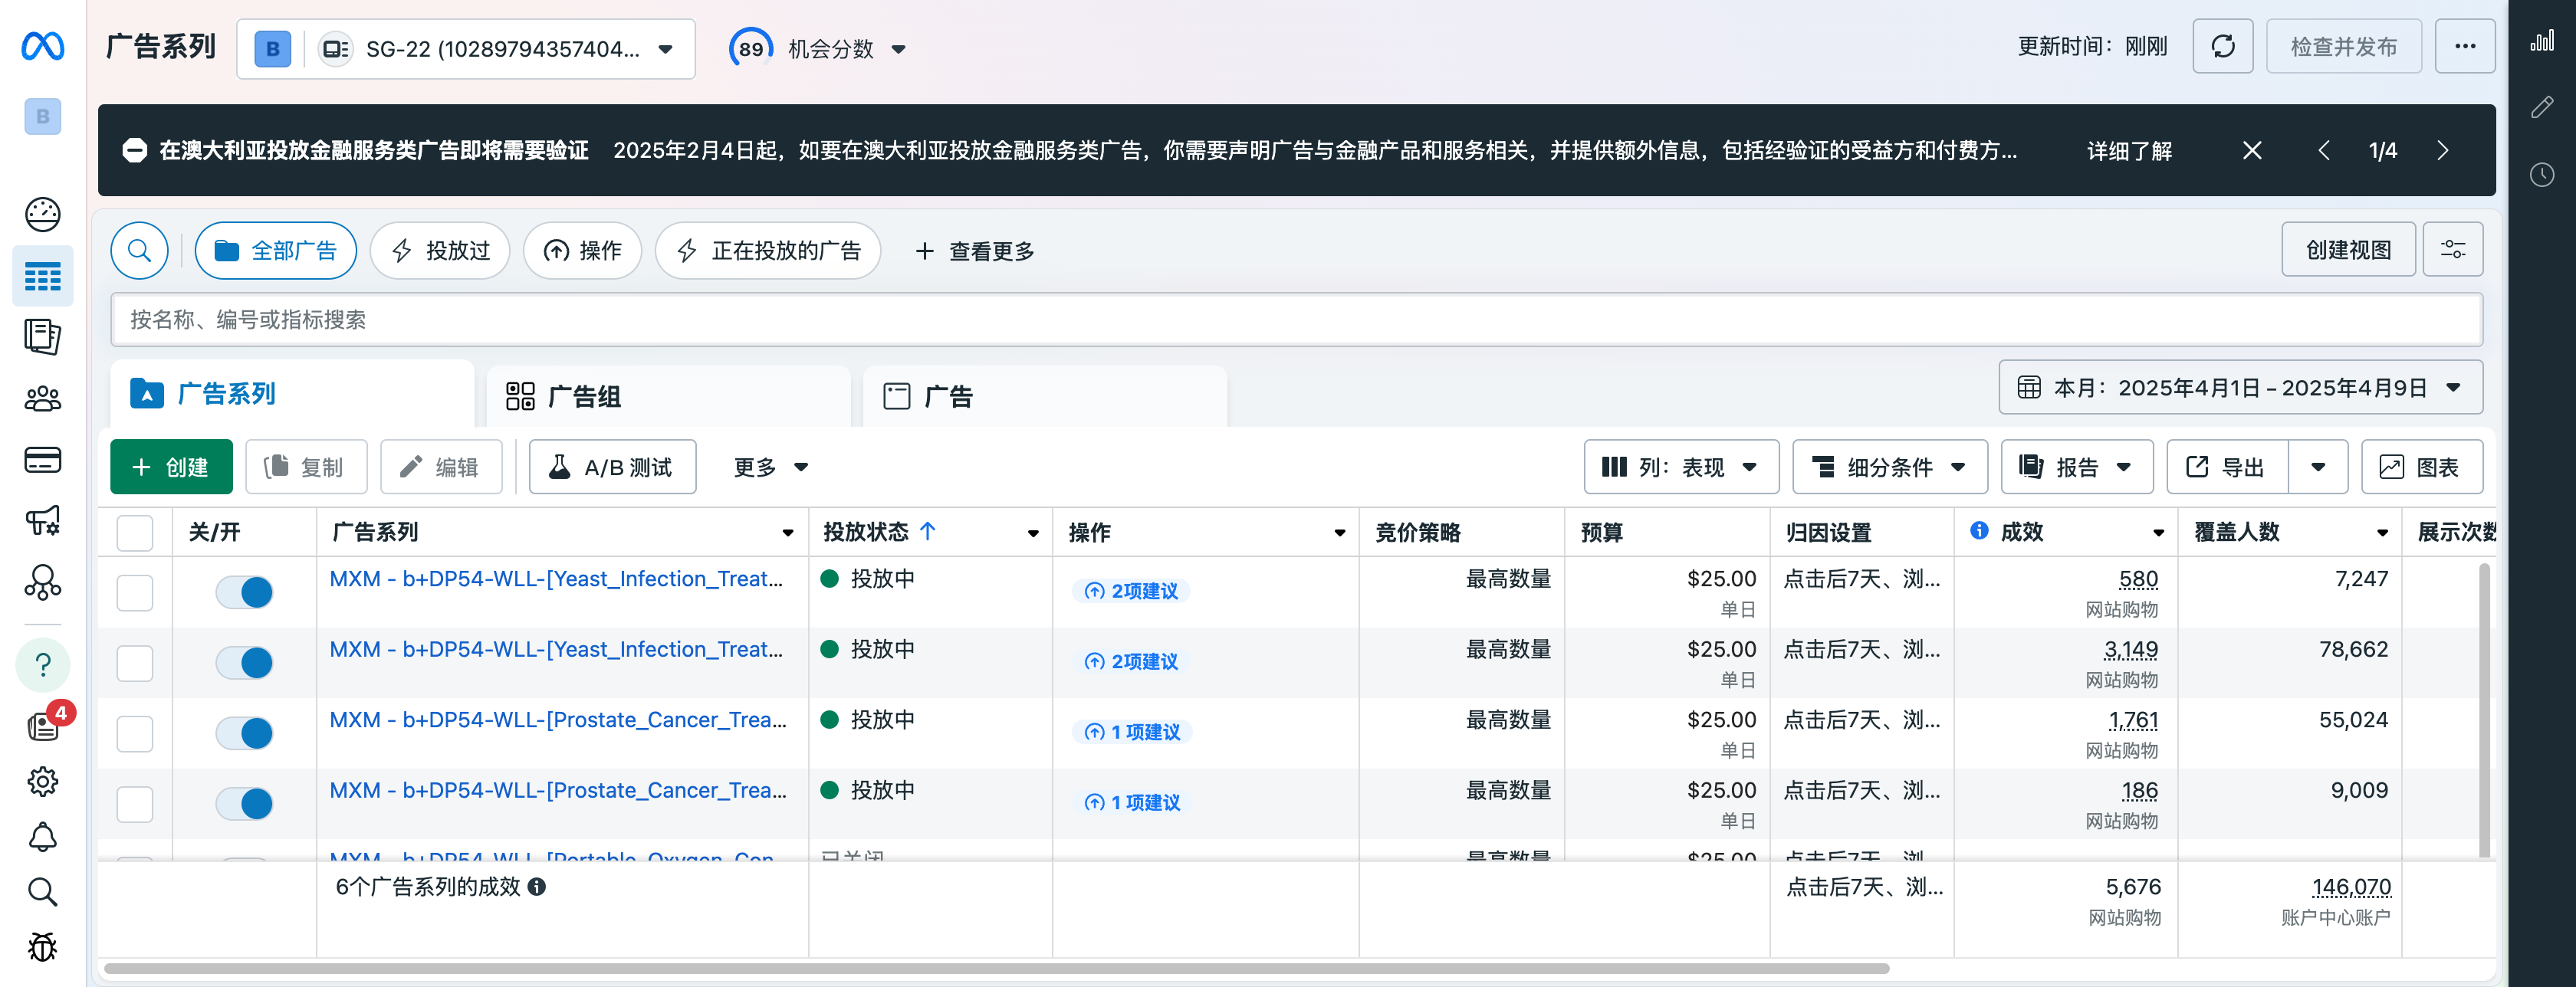 广告系列
B
SG-22 (10289794357404...
89
机会分数
更新时间：刚刚
检查并发布
B
在澳大利亚投放金融服务类广告即将需要验证
2025年2月4日起，如要在澳大利亚投放金融服务类广告，你需要声明广告与金融产品和服务相关，并提供额外信息，包括经验证的受益方和付费方...
详细了解
1/4
全部广告
投放过
操作
正在投放的广告
+ 查看更多
创建视图
按名称、编号或指标搜索
广告系列
广告组
广告
本月：2025年4月1日 – 2025年4月9日
+ 创建
复制
编辑
A/B 测试
更多
列：表现
细分条件
报告
导出
图表
关/开
广告系列
投放状态 ↑
操作
竞价策略
预算
归因设置
成效
覆盖人数
展示次数
MXM - b+DP54-WLL-[Yeast_Infection_Treat...
投放中
2项建议
最高数量
$25.00
单日
点击后7天、浏...
580
网站购物
7,247
MXM - b+DP54-WLL-[Yeast_Infection_Treat...
投放中
2项建议
最高数量
$25.00
单日
点击后7天、浏...
3,149
网站购物
78,662
MXM - b+DP54-WLL-[Prostate_Cancer_Trea...
投放中
1 项建议
最高数量
$25.00
单日
点击后7天、浏...
1,761
网站购物
55,024
MXM - b+DP54-WLL-[Prostate_Cancer_Trea...
投放中
1 项建议
最高数量
$25.00
单日
点击后7天、浏...
186
网站购物
9,009
MXM - b+DP54-WLL-[Portable_Oxygen_Con...
已关闭
最高数量
$25.00
点击后7天、浏...
6个广告系列的成效
点击后7天、浏...
5,676
网站购物
146,070
账户中心账户
4